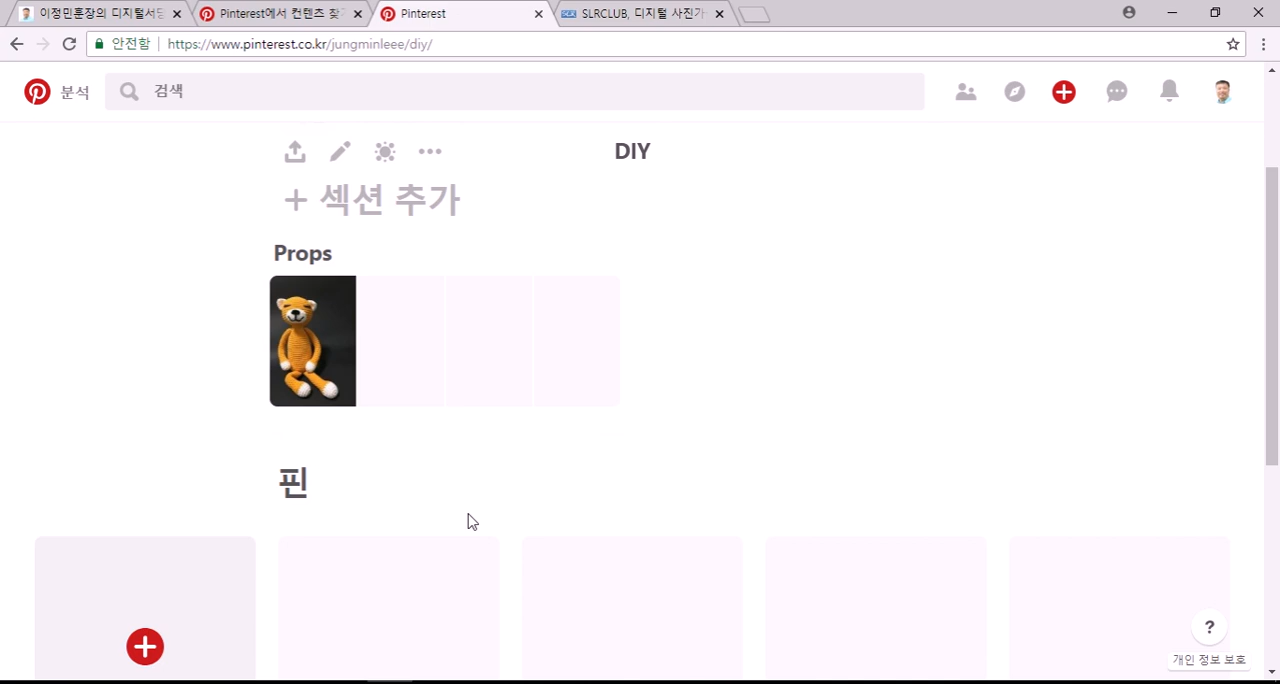 이정민훈장의 디지털서당
Pinterest에서 컨텐츠 찾기
Pinterest
SLRCLUB, 디지털 사진가
안전함 https://www.pinterest.co.kr/jungminleee/diy/
분석 검색
DIY
+ 섹션 추가
Props
핀
?
개인 정보 보호